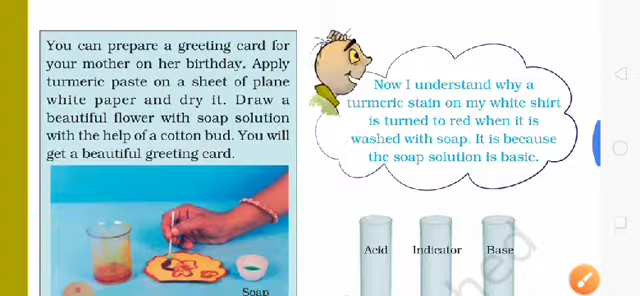 You can prepare a greeting card for
your mother on her birthday. Apply
turmeric paste on a sheet of plane
white paper and dry it. Draw a
beautiful flower with soap solution
with the help of a cotton bud. You will
get a beautiful greeting card.
Soap
Now I understand why a
turmeric stain on my white shirt
is turned to red when it is
washed with soap. It is because
the soap solution is basic.
Acid Indicator Base